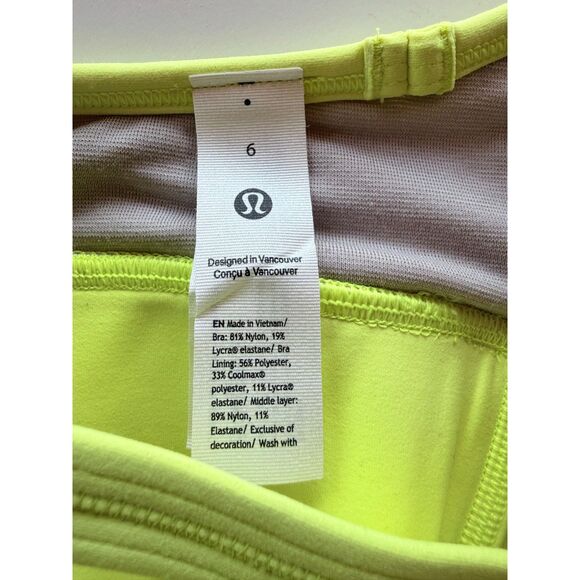 6
Designed in Vancouver
Conçu à Vancouver
EN Made in Vietnam/
Bra: 81% Nylon, 19%
Lycra® elastane/ Bra
Lining: 56% Polyester,
33% Coolmax®
polyester, 11% Lycra®
elastane/ Middle layer:
89% Nylon, 11%
Elastane/ Exclusive of
decoration/ Wash with